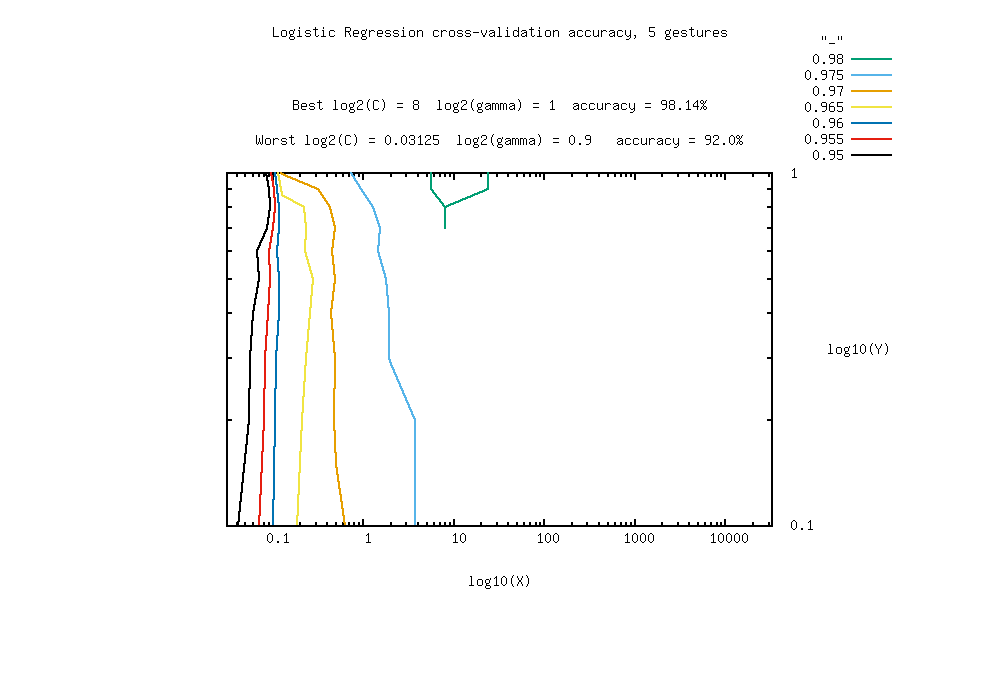 Logistic Regression cross-validation accuracy, 5 gestures
"_"
0.98
0.975
0.97
0.965
0.96
0.955
0.95
Best log2(C) = 8 log2(gamma) = 1 accuracy = 98.14%
Worst log2(C) = 0.03125 log2(gamma) = 0.9 accuracy = 92.0%
1
log10(Y)
0.1
0.1 1 10 100 1000 10000
log10(X)